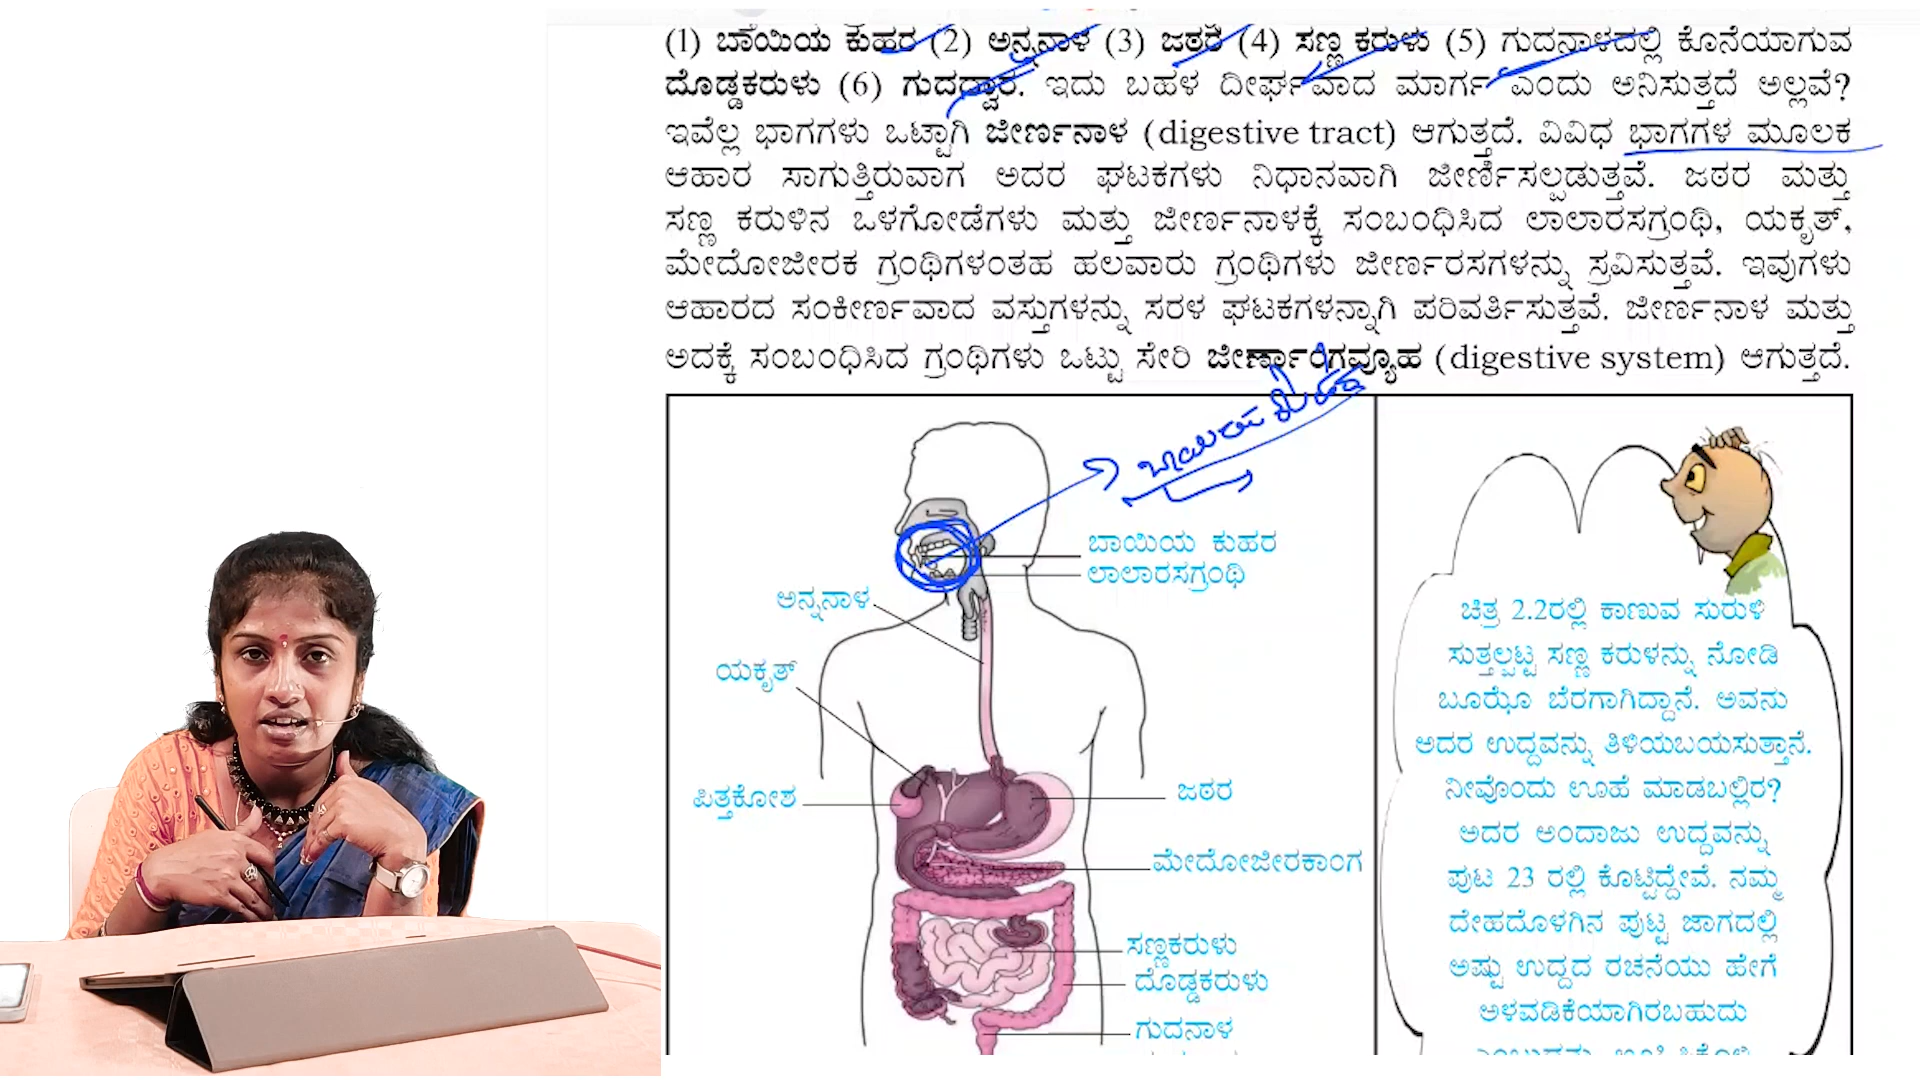 (1) ಬಾಯಿಯ ಕುಹರ (2) ಅನ್ನನಾಳ (3) ಜಠರ (4) ಸಣ್ಣ ಕರುಳು (5) ಗುದನಾಳದಲ್ಲಿ ಕೊನೆಯಾಗುವ
ದೊಡ್ಡಕರುಳು (6) ಗುದದ್ವಾರ. ಇದು ಬಹಳ ದೀರ್ಘವಾದ ಮಾರ್ಗ ಎಂದು ಅನಿಸುತ್ತದೆ ಅಲ್ಲವೆ?
ಇವೆಲ್ಲ ಭಾಗಗಳು ಒಟ್ಟಾಗಿ ಜೀರ್ಣನಾಳ (digestive tract) ಆಗುತ್ತದೆ. ವಿವಿಧ ಭಾಗಗಳ ಮೂಲಕ
ಆಹಾರ ಸಾಗುತ್ತಿರುವಾಗ ಅದರ ಘಟಕಗಳು ನಿಧಾನವಾಗಿ ಜೀರ್ಣಿಸಲ್ಪಡುತ್ತವೆ. ಜಠರ ಮತ್ತು
ಸಣ್ಣ ಕರುಳಿನ ಒಳಗೋಡೆಗಳು ಮತ್ತು ಜೀರ್ಣನಾಳಕ್ಕೆ ಸಂಬಂಧಿಸಿದ ಲಾಲಾರಸಗ್ರಂಥಿ, ಯಕೃತ್,
ಮೇದೋಜೀರಕ ಗ್ರಂಥಿಗಳಂತಹ ಹಲವಾರು ಗ್ರಂಥಿಗಳು ಜೀರ್ಣರಸಗಳನ್ನು ಸ್ರವಿಸುತ್ತವೆ. ಇವುಗಳು
ಆಹಾರದ ಸಂಕೀರ್ಣವಾದ ವಸ್ತುಗಳನ್ನು ಸರಳ ಘಟಕಗಳನ್ನಾಗಿ ಪರಿವರ್ತಿಸುತ್ತವೆ. ಜೀರ್ಣನಾಳ ಮತ್ತು
ಅದಕ್ಕೆ ಸಂಬಂಧಿಸಿದ ಗ್ರಂಥಿಗಳು ಒಟ್ಟು ಸೇರಿ ಜೀರ್ಣಾಂಗವ್ಯೂಹ (digestive system) ಆಗುತ್ತದೆ.
ಬಾಯಿಯ ಕುಹರ
ಬಾಯಿಯ ಕುಹರ
ಲಾಲಾರಸಗ್ರಂಥಿ
ಅನ್ನನಾಳ
ಯಕೃತ್
ಪಿತ್ತಕೋಶ
ಜಠರ
ಮೇದೋಜೀರಕಾಂಗ
ಸಣ್ಣಕರುಳು
ದೊಡ್ಡಕರುಳು
ಗುದನಾಳ
ಚಿತ್ರ 2.2ರಲ್ಲಿ ಕಾಣುವ ಸುರುಳಿ
ಸುತ್ತಲ್ಪಟ್ಟ ಸಣ್ಣ ಕರುಳನ್ನು ನೋಡಿ
ಬೂಝೊ ಬೆರಗಾಗಿದ್ದಾನೆ. ಅವನು
ಅದರ ಉದ್ದವನ್ನು ತಿಳಿಯಬಯಸುತ್ತಾನೆ.
ನೀವೊಂದು ಊಹೆ ಮಾಡಬಲ್ಲಿರ?
ಅದರ ಅಂದಾಜು ಉದ್ದವನ್ನು
ಪುಟ 23 ರಲ್ಲಿ ಕೊಟ್ಟಿದ್ದೇವೆ. ನಮ್ಮ
ದೇಹದೊಳಗಿನ ಪುಟ್ಟ ಜಾಗದಲ್ಲಿ
ಅಷ್ಟು ಉದ್ದದ ರಚನೆಯು ಹೇಗೆ
ಅಳವಡಿಕೆಯಾಗಿರಬಹುದು